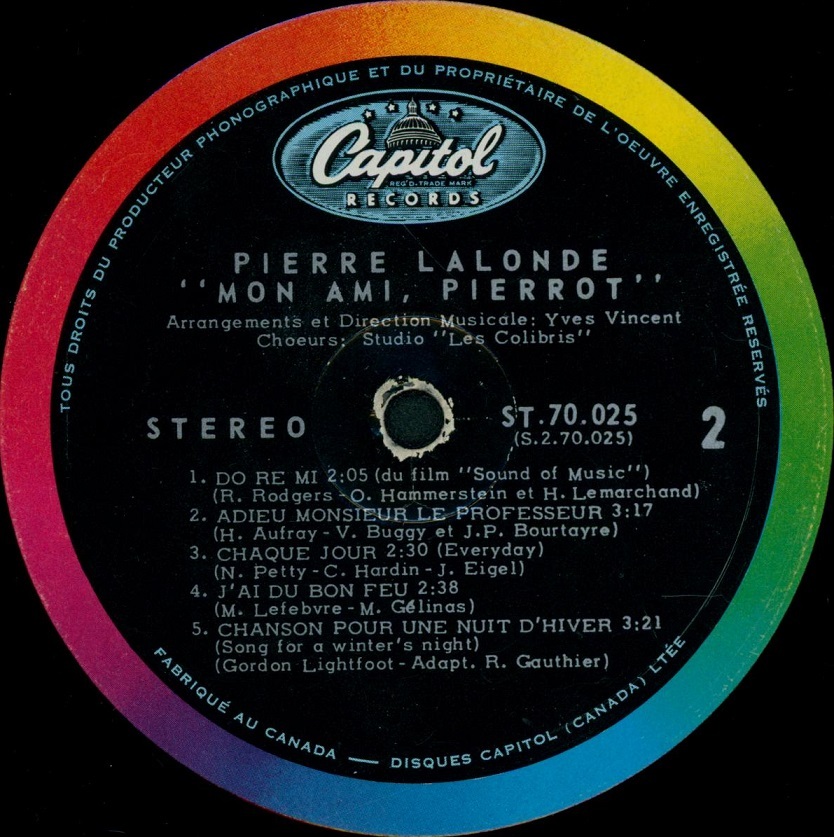 TOUS DROITS DU PRODUCTEUR PHONOGRAPHIQUE ET DU PROPRIÉTAIRE DE L'OEUVRE ENREGISTRÉE RESERVÉS
Capitol
REG'D. TRADE MARK
RECORDS
PIERRE LALONDE
"MON AMI, PIERROT"
Arrangements et Direction Musicale: Yves Vincent
Choeurs: Studio "Les Colibris"
STEREO
ST.70.025
(S.2.70.025)
2
1. DO RE MI 2:05 (du film "Sound of Music")
(R. Rodgers - O. Hammerstein et H. Lemarchand)
2. ADIEU MONSIEUR LE PROFESSEUR 3:17
(H. Aufray - V. Buggy et J.P. Bourtayre)
3. CHAQUE JOUR 2:30 (Everyday)
(N. Petty - C. Hardin - J. Eigel)
4. J'AI DU BON FEU 2:38
(M. Lefebvre - M. Gélinas)
5. CHANSON POUR UNE NUIT D'HIVER 3:21
(Song for a winter's night)
(Gordon Lightfoot - Adapt. R. Gauthier)
FABRIQUÉ AU CANADA — DISQUES CAPITOL (CANADA) LTÉE